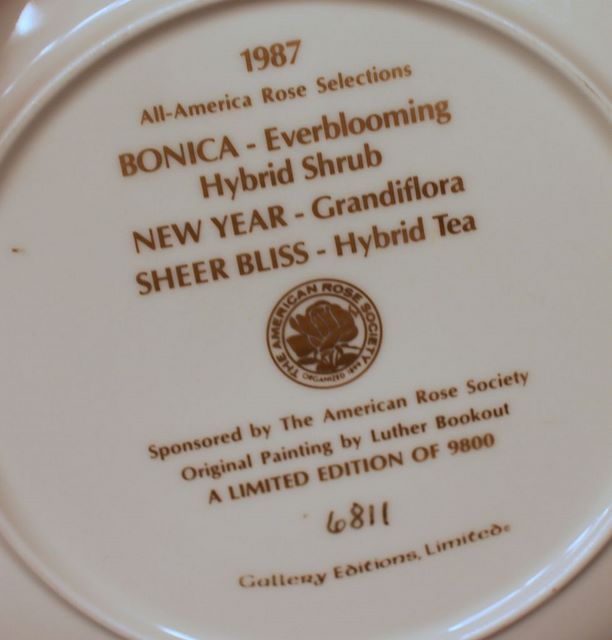 1987
All-America Rose Selections
BONICA - Everblooming
Hybrid Shrub
NEW YEAR - Grandiflora
SHEER BLISS - Hybrid Tea
THE AMERICAN ROSE SOCIETY
ORGANIZED 1899
Sponsored by The American Rose Society
Original Painting by Luther Bookout
A LIMITED EDITION OF 9800
6811
Gallery Editions, Limited©